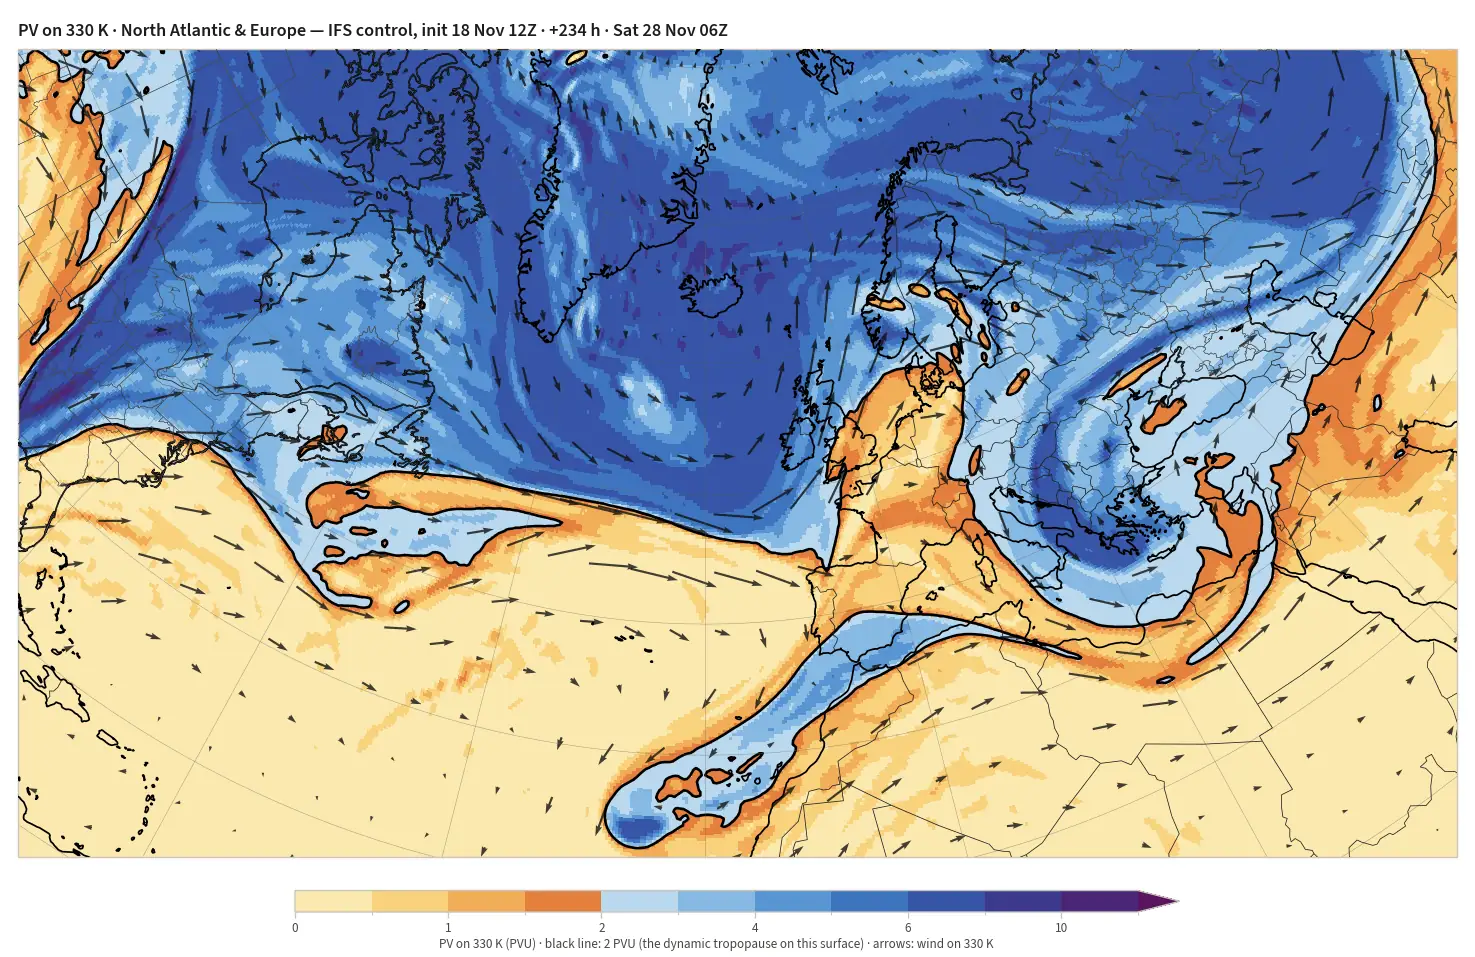 PV on 330 K · North Atlantic & Europe — IFS control, init 18 Nov 12Z · +234 h · Sat 28 Nov 06Z
0 1 2 4 6 10
PV on 330 K (PVU) · black line: 2 PVU (the dynamic tropopause on this surface) · arrows: wind on 330 K